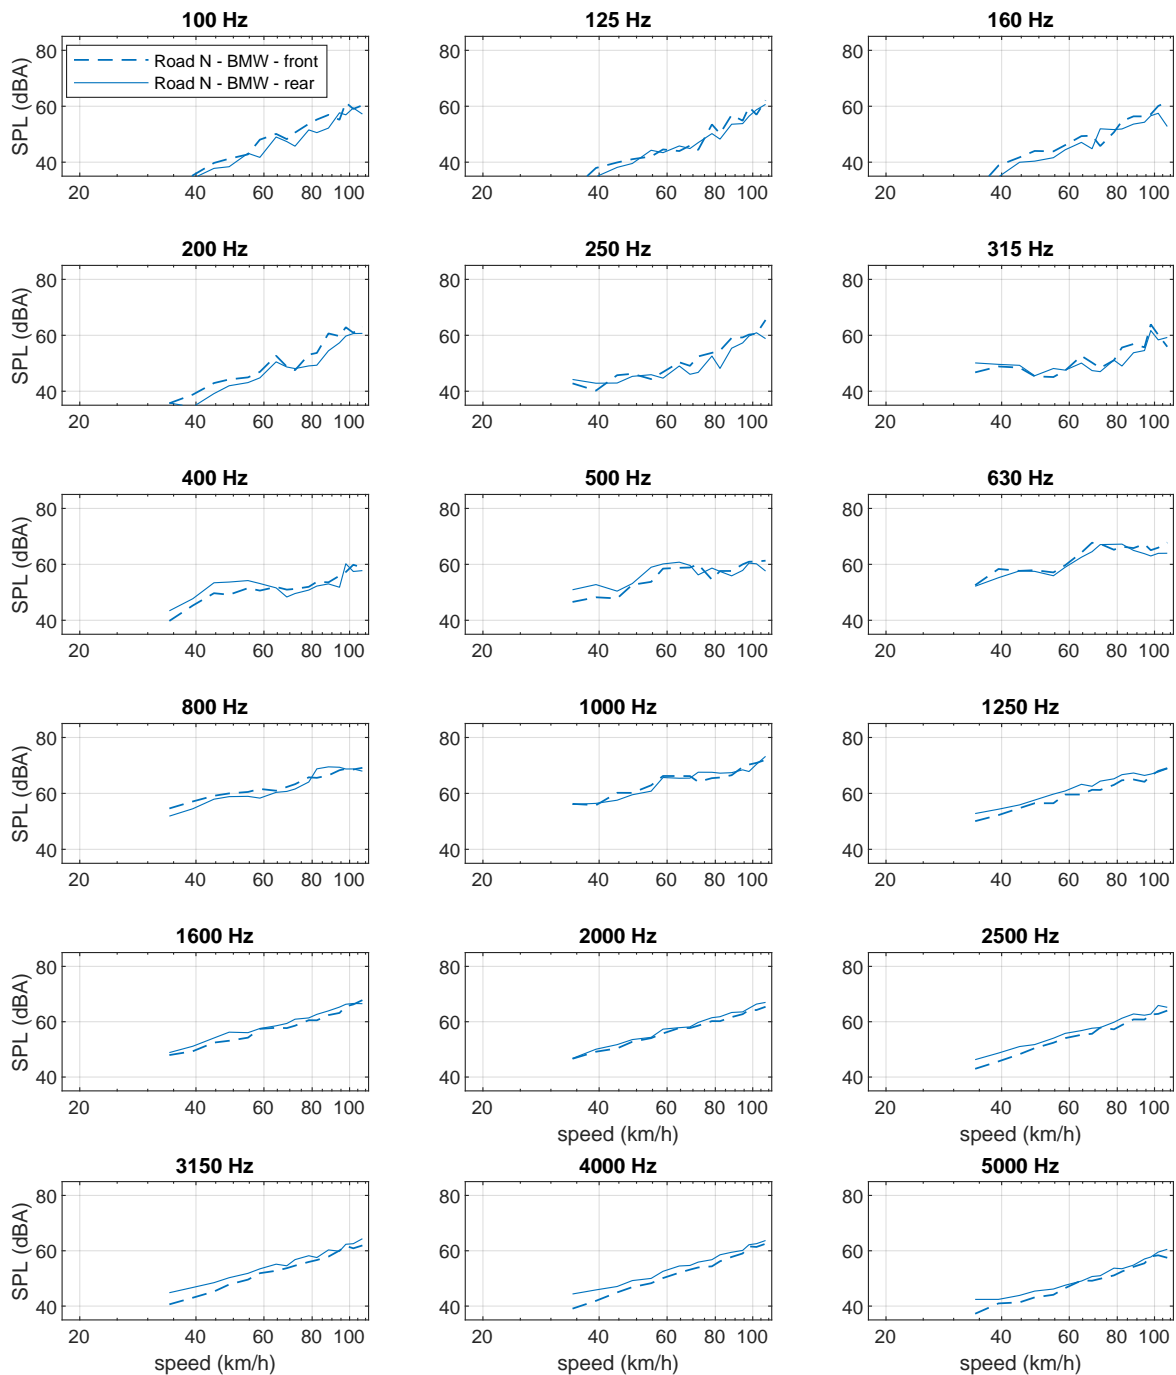 100 Hz 125 Hz 160 Hz
SPL (dBA) 80 60 40 80 60 40 80 60 40
Road N - BMW - front
Road N - BMW - rear
20 40 60 80 100 20 40 60 80 100 20 40 60 80 100
200 Hz 250 Hz 315 Hz
SPL (dBA) 80 60 40 80 60 40 80 60 40
20 40 60 80 100 20 40 60 80 100 20 40 60 80 100
400 Hz 500 Hz 630 Hz
SPL (dBA) 80 60 40 80 60 40 80 60 40
20 40 60 80 100 20 40 60 80 100 20 40 60 80 100
800 Hz 1000 Hz 1250 Hz
SPL (dBA) 80 60 40 80 60 40 80 60 40
20 40 60 80 100 20 40 60 80 100 20 40 60 80 100
1600 Hz 2000 Hz 2500 Hz
SPL (dBA) 80 60 40 80 60 40 80 60 40
20 40 60 80 100 20 40 60 80 100 20 40 60 80 100
speed (km/h) speed (km/h)
3150 Hz 4000 Hz 5000 Hz
SPL (dBA) 80 60 40 80 60 40 80 60 40
20 40 60 80 100 20 40 60 80 100 20 40 60 80 100
speed (km/h) speed (km/h) speed (km/h)